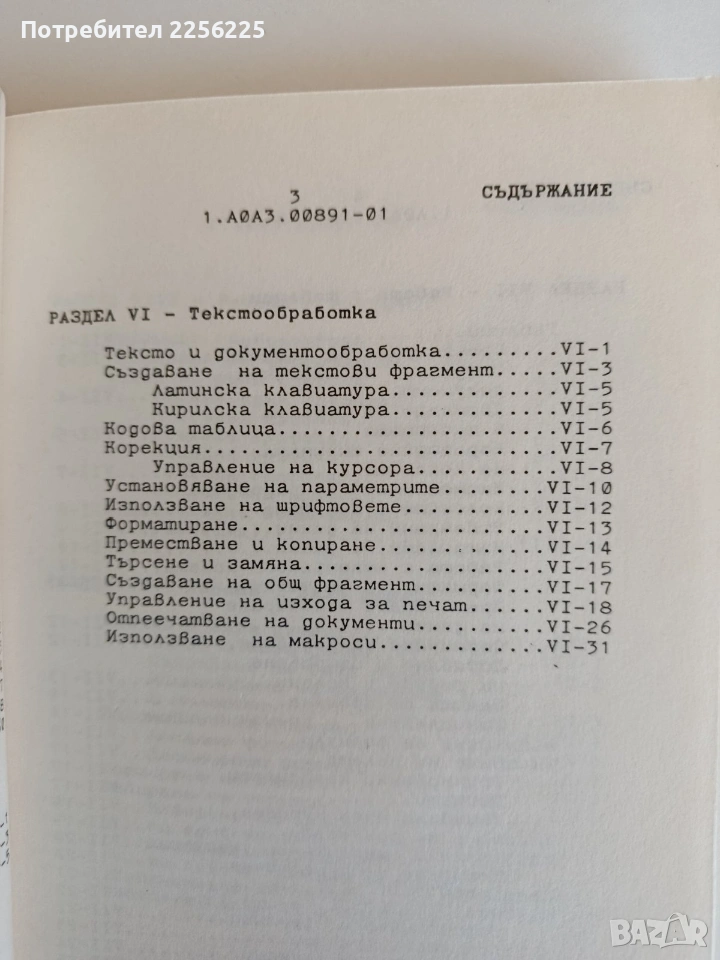 Потребител 2256225
3
СЪДЪРЖАНИЕ
1.А0А3.00891-01
РАЗДЕЛ VI - Текстообработка
Тексто и документообработка.........VI-1
Създаване на текстови фрагмент......VI-3
Латинска клавиатура............VI-5
Кирилска клавиатура............VI-5
Кодова таблица......................VI-6
Корекция............................VI-7
Управление на курсора..........VI-8
Установяване на параметрите........VI-10
Използване на шрифтовете...........VI-12
Форматиране........................VI-13
Преместване и копиране.............VI-14
Търсене и замяна...................VI-15
Създаване на общ фрагмент..........VI-17
Управление на изхода за печат......VI-18
Отпеечатване на документи..........VI-26
Използване на макроси.............VI-31
BAZAR